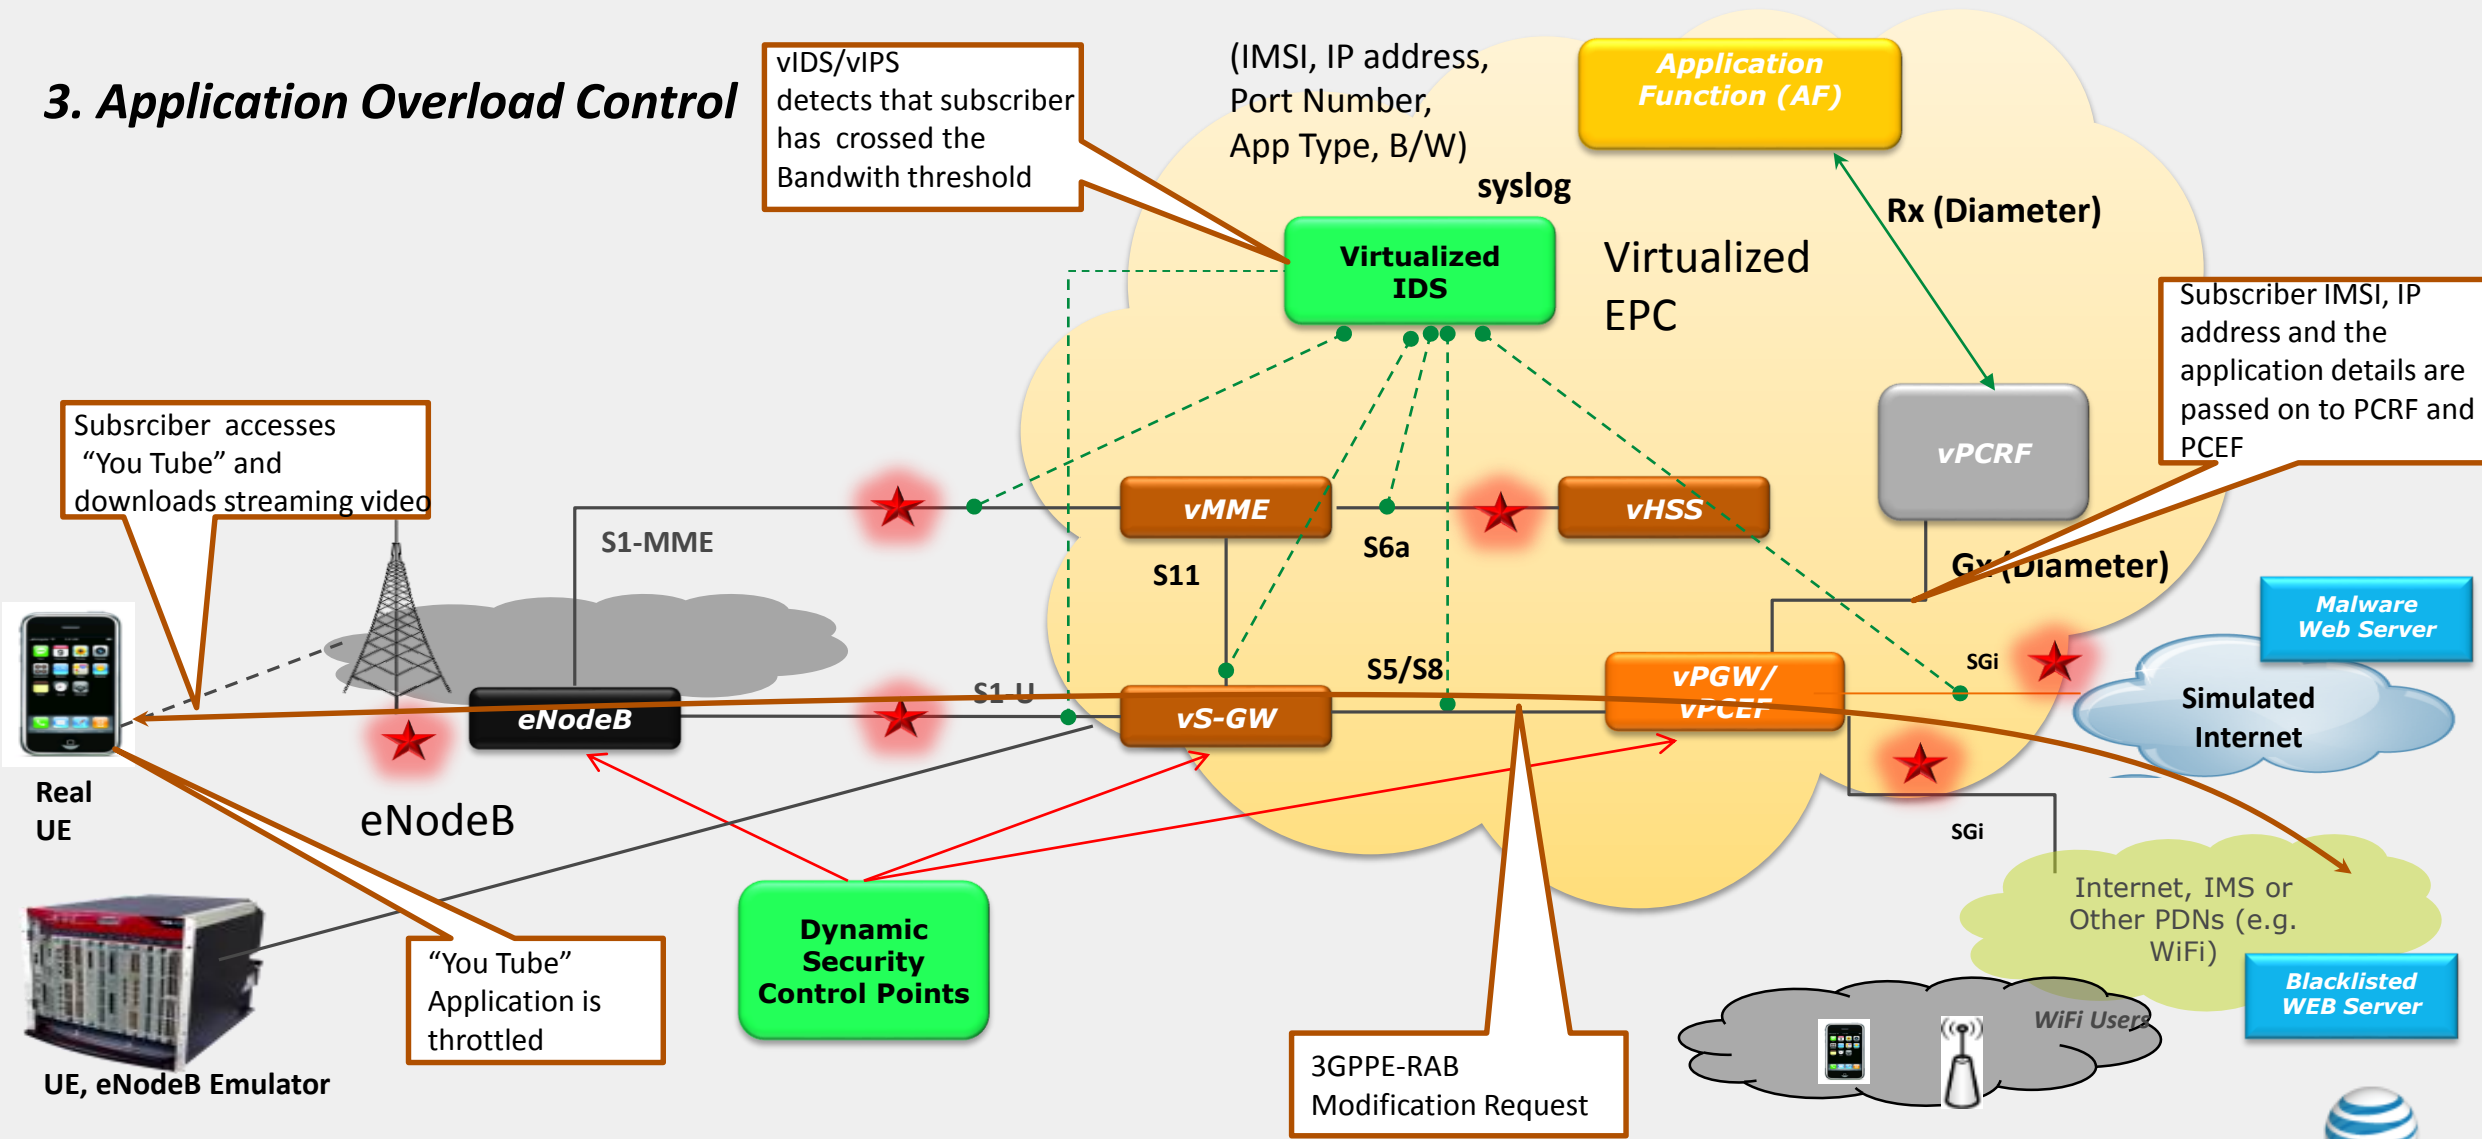 3. Application Overload Control
vIDS/vIPS
detects that subscriber
has  crossed the
Bandwith threshold
(IMSI, IP address,
Port Number,
App Type, B/W)
syslog
Application
Function (AF)
Rx (Diameter)
Virtualized
IDS
Virtualized
EPC
Subscriber IMSI, IP
address and the
application details are
passed on to PCRF and
PCEF
Subsrciber  accesses
“You Tube” and
downloads streaming video
vPCRF
vMME
vHSS
S1-MME
S6a
S11
Gx (Diameter)
Malware
Web Server
SGi
S5/S8
S1-U
vPGW/
vPCEF
Simulated
Internet
eNodeB
vS-GW
Real
UE
eNodeB
SGi
Internet, IMS or
Other PDNs (e.g.
WiFi)
Dynamic
Security
Control Points
“You Tube”
Application is
throttled
Blacklisted
WEB Server
WiFi Users
UE, eNodeB Emulator
3GPPE-RAB
Modification Request